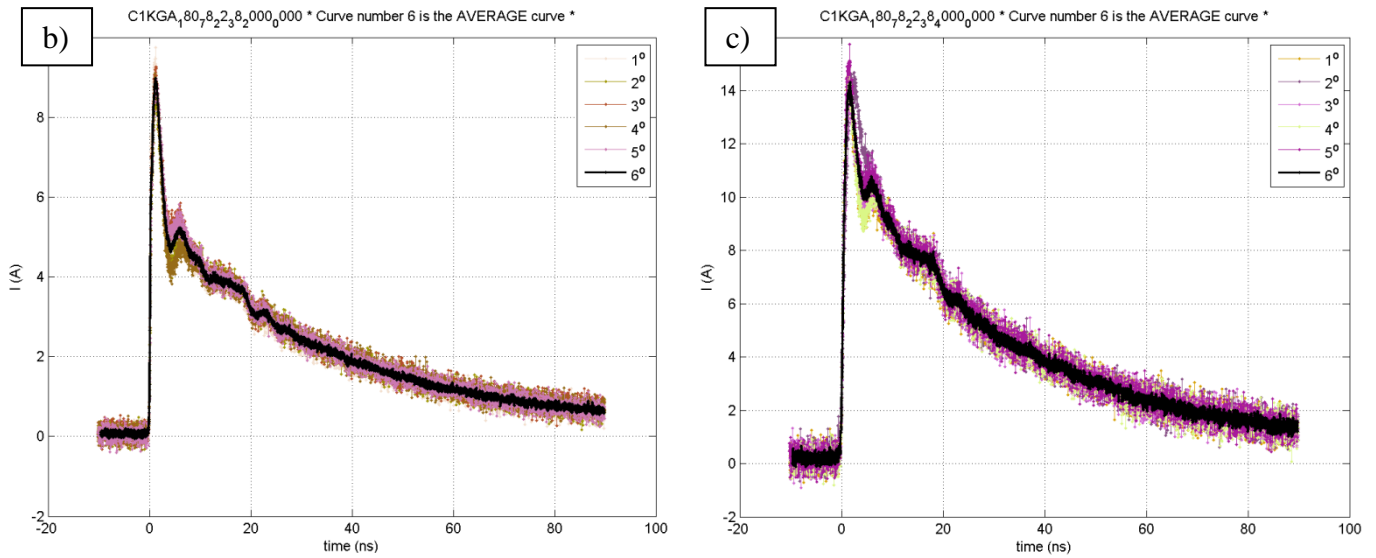 b)
C1KGA₁80₇8₂2₃8₂000₀000 * Curve number 6 is the AVERAGE curve *
1º
2º
3º
4º
5º
6º
8
6
4
2
0
-2
I (A)
-20
0
20
40
60
80
100
time (ns)
c)
C1KGA₁80₇8₂2₃8₄000₀000 * Curve number 6 is the AVERAGE curve *
1º
2º
3º
4º
5º
6º
14
12
10
8
6
4
2
0
-2
I (A)
-20
0
20
40
60
80
100
time (ns)